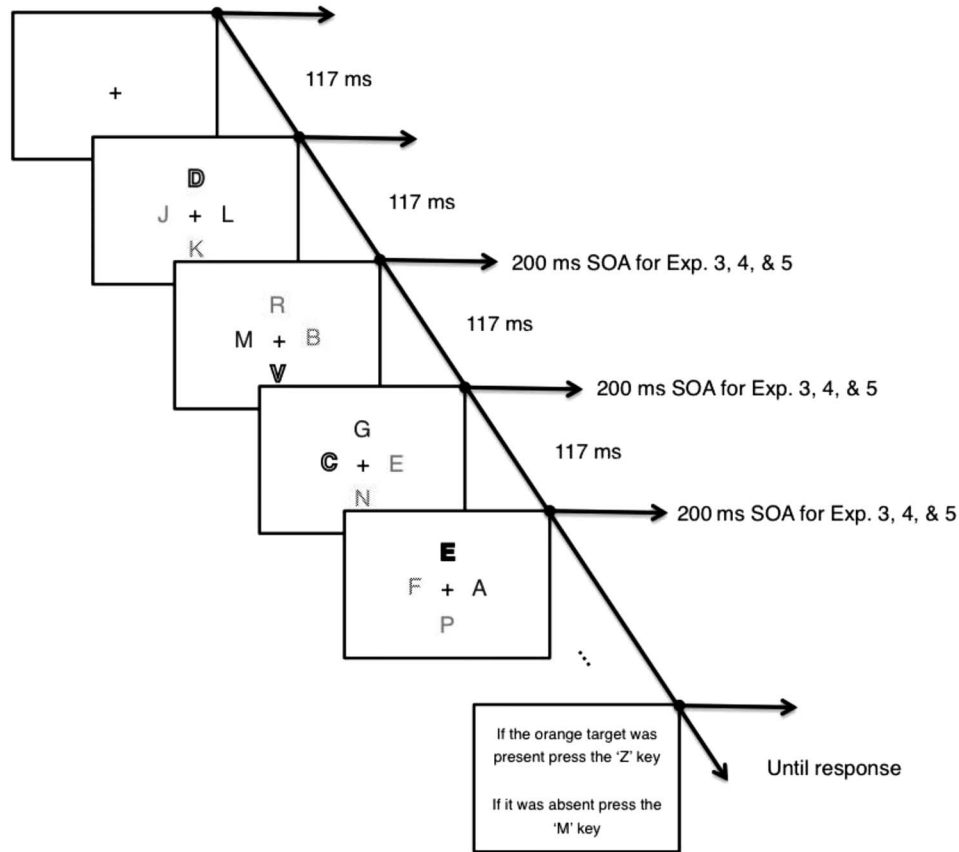 +
117 ms
D
J + L
K
117 ms
200 ms SOA for Exp. 3, 4, & 5
R
M + B
V
117 ms
200 ms SOA for Exp. 3, 4, & 5
G
C + E
N
117 ms
200 ms SOA for Exp. 3, 4, & 5
E
F + A
P
...
If the orange target was
present press the ‘Z’ key
If it was absent press the
‘M’ key
Until response